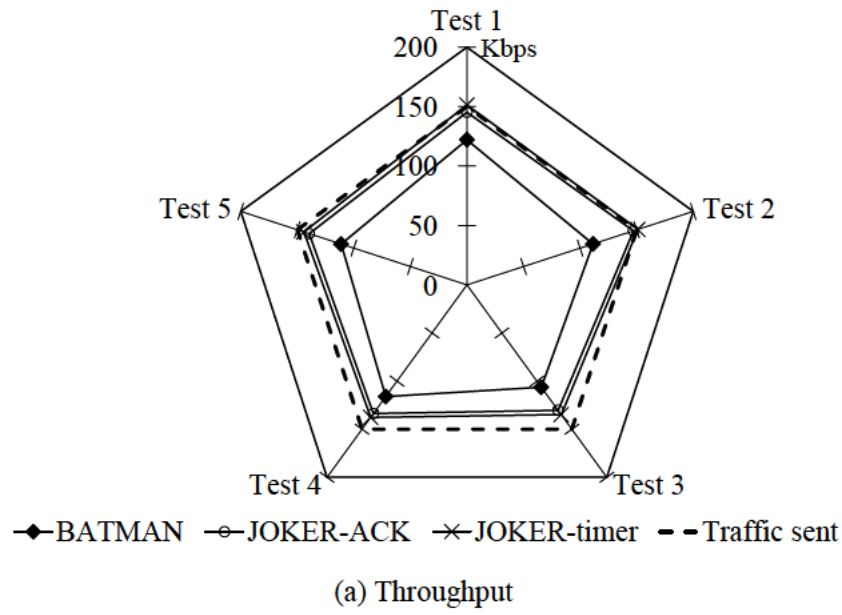 Test 1
200
Kbps
150
100
Test 5
Test 2
50
0
Test 4
Test 3
BATMAN JOKER-ACK JOKER-timer Traffic sent
(a) Throughput